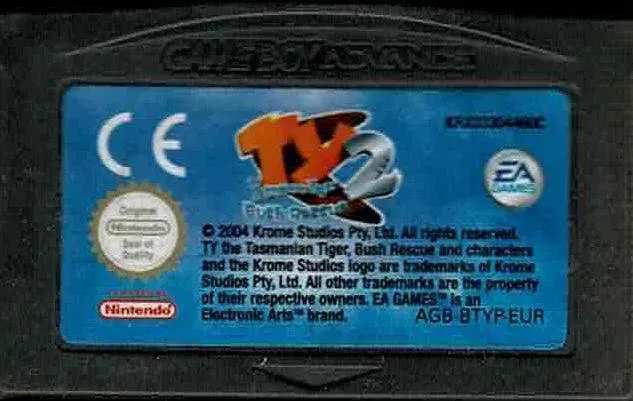 GAME BOY ADVANCE
CE
TY 2
BUSH RESCUE
EA
GAMES
Original
Nintendo
Seal of
Quality
© 2004 Krome Studios Pty, Ltd. All rights reserved.
TY the Tasmanian Tiger, Bush Rescue and characters
and the Krome Studios logo are trademarks of Krome
Studios Pty, Ltd. All other trademarks are the property
of their respective owners. EA GAMES™ is an
Electronic Arts™ brand.
AGB-BTYP-EUR
Nintendo